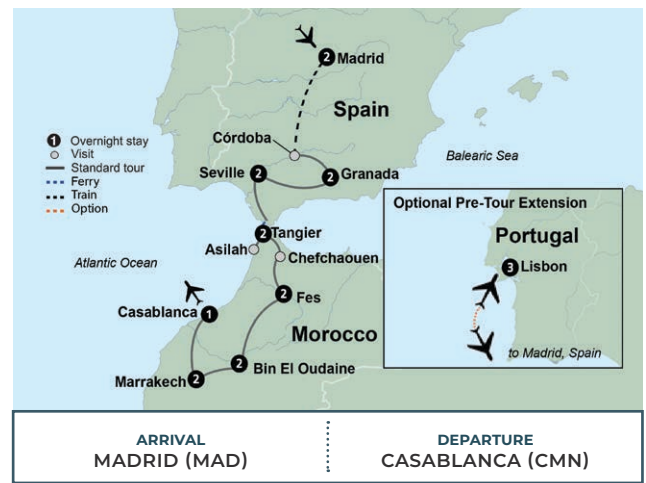 2 Madrid
Spain
Córdoba
1 Overnight stay
Visit
Standard tour
Ferry
Train
Option
Balearic Sea
Seville 2
2 Granada
Optional Pre-Tour Extension
Portugal
3 Lisbon
to Madrid, Spain
2 Tangier
Asilah
Chefchaouen
Atlantic Ocean
2 Fes
Casablanca 1
Morocco
2 Bin El Oudaine
Marrakech 2
ARRIVAL
MADRID (MAD)
DEPARTURE
CASABLANCA (CMN)